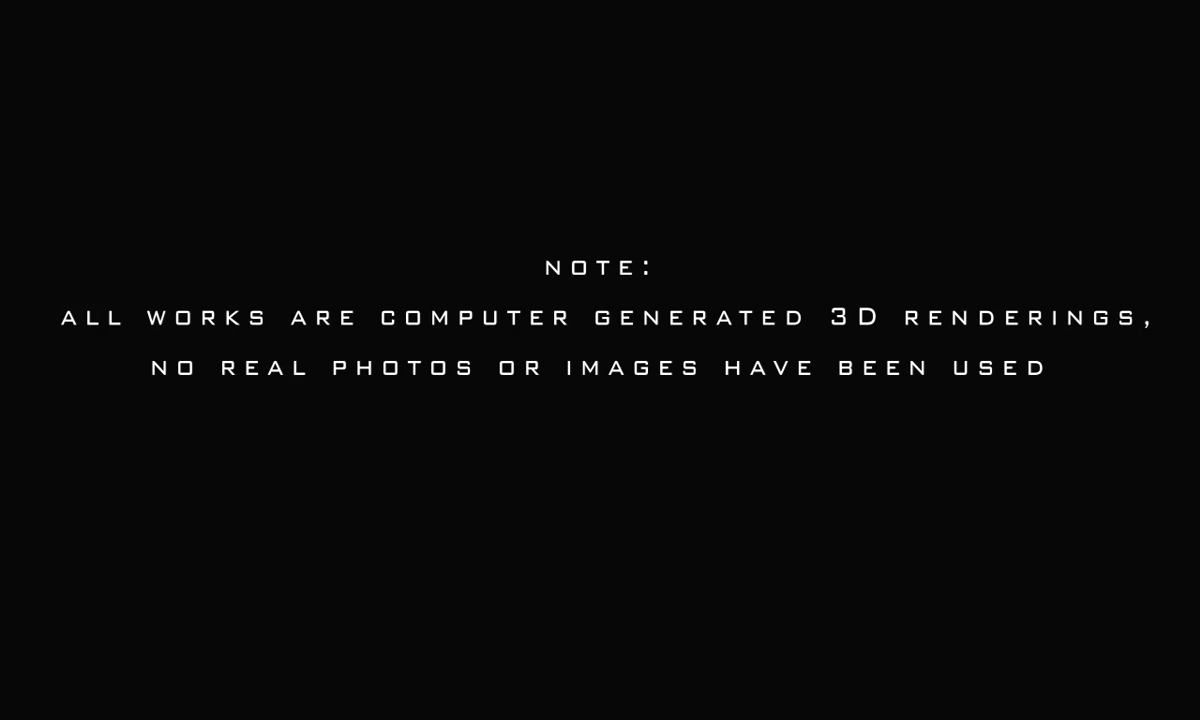 NOTE:
ALL WORKS ARE COMPUTER GENERATED 3D RENDERINGS,
NO REAL PHOTOS OR IMAGES HAVE BEEN USED